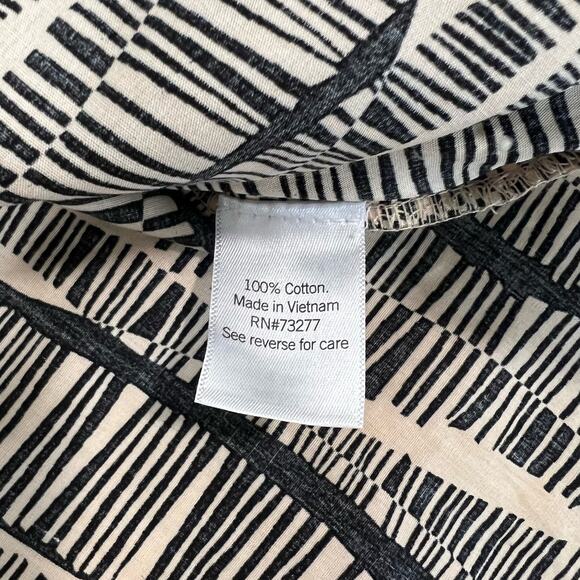 100% Cotton.
Made in Vietnam
RN#73277
See reverse for care